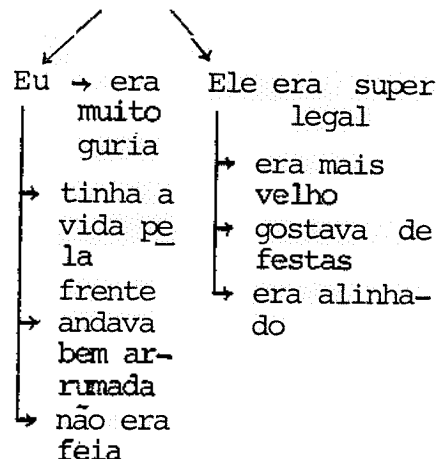 Eu → era
muito
guria
→ tinha a
vida pe
la
frente
→ andava
bem ar-
rumada
→ não era
feia
Ele era super
legal
→ era mais
velho
→ gostava de
festas
→ era alinha-
do